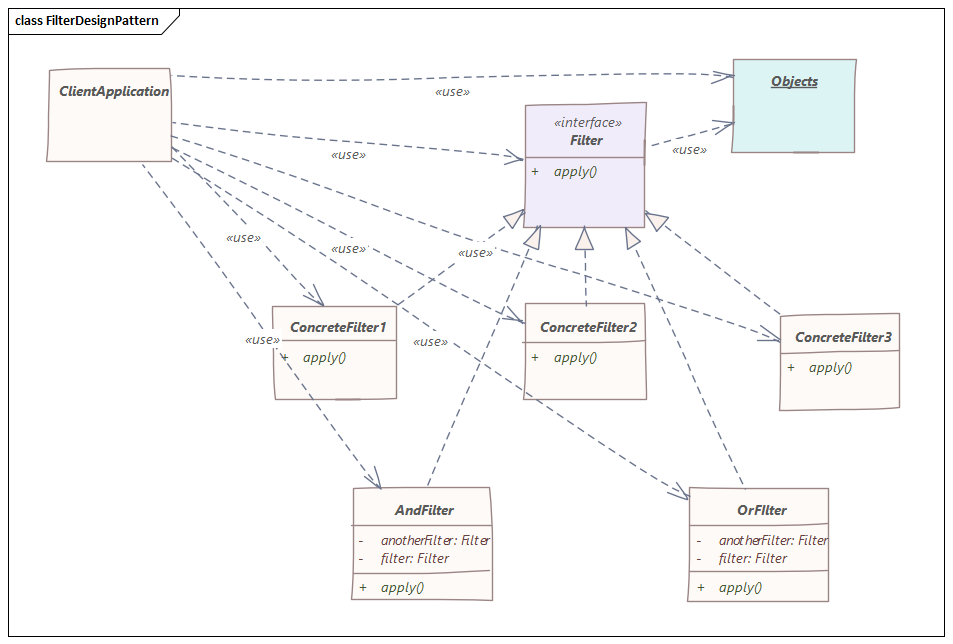 class FilterDesignPattern
ClientApplication
«use»
Objects
«interface»
Filter
+ apply()
«use»
«use»
«use»
«use»
«use»
ConcreteFilter1
+ apply()
ConcreteFilter2
+ apply()
ConcreteFilter3
+ apply()
«use»
«use»
AndFilter
- anotherFilter: Filter
- filter: Filter
+ apply()
OrFIlter
- anotherFilter: Filter
- filter: Filter
+ apply()